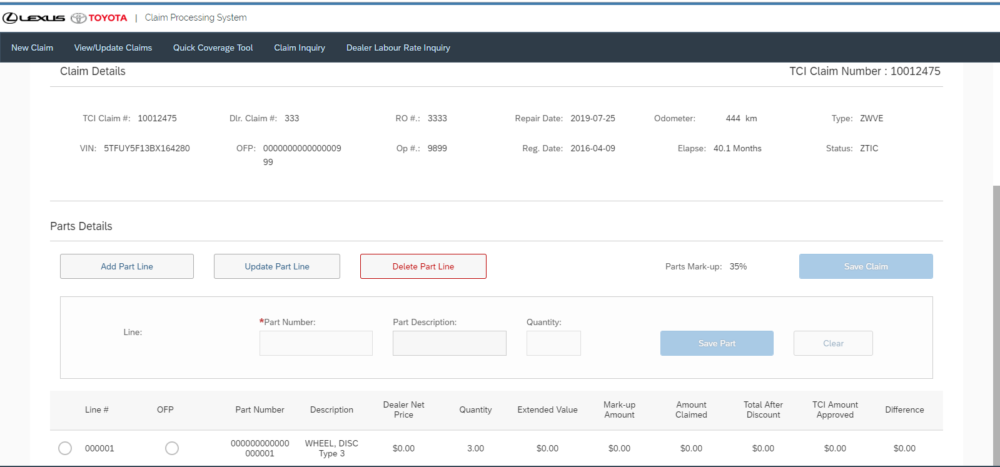 LEXUS TOYOTA | Claim Processing System
New Claim View/Update Claims Quick Coverage Tool Claim Inquiry Dealer Labour Rate Inquiry
Claim Details TCI Claim Number : 10012475
TCI Claim #: 10012475 Dlr. Claim #: 333 RO #.: 3333 Repair Date: 2019-07-25 Odometer: 444 km Type: ZWVE
VIN: 5TFUY5F13BX164280 OFP: 0000000000000009 Op #.: 9899 Reg. Date: 2016-04-09 Elapse: 40.1 Months Status: ZTIC
99
Parts Details
Add Part Line Update Part Line Delete Part Line Parts Mark-up: 35% Save Claim
*Part Number: Part Description: Quantity:
Line:
Save Part Clear
Line # OFP Part Number Description Dealer Net Price Quantity Extended Value Mark-up Amount Amount Claimed Total After Discount TCI Amount Approved Difference
000001 000000000000 WHEEL, DISC $0.00 3.00 $0.00 $0.00 $0.00 $0.00 $0.00 $0.00
000001 Type 3